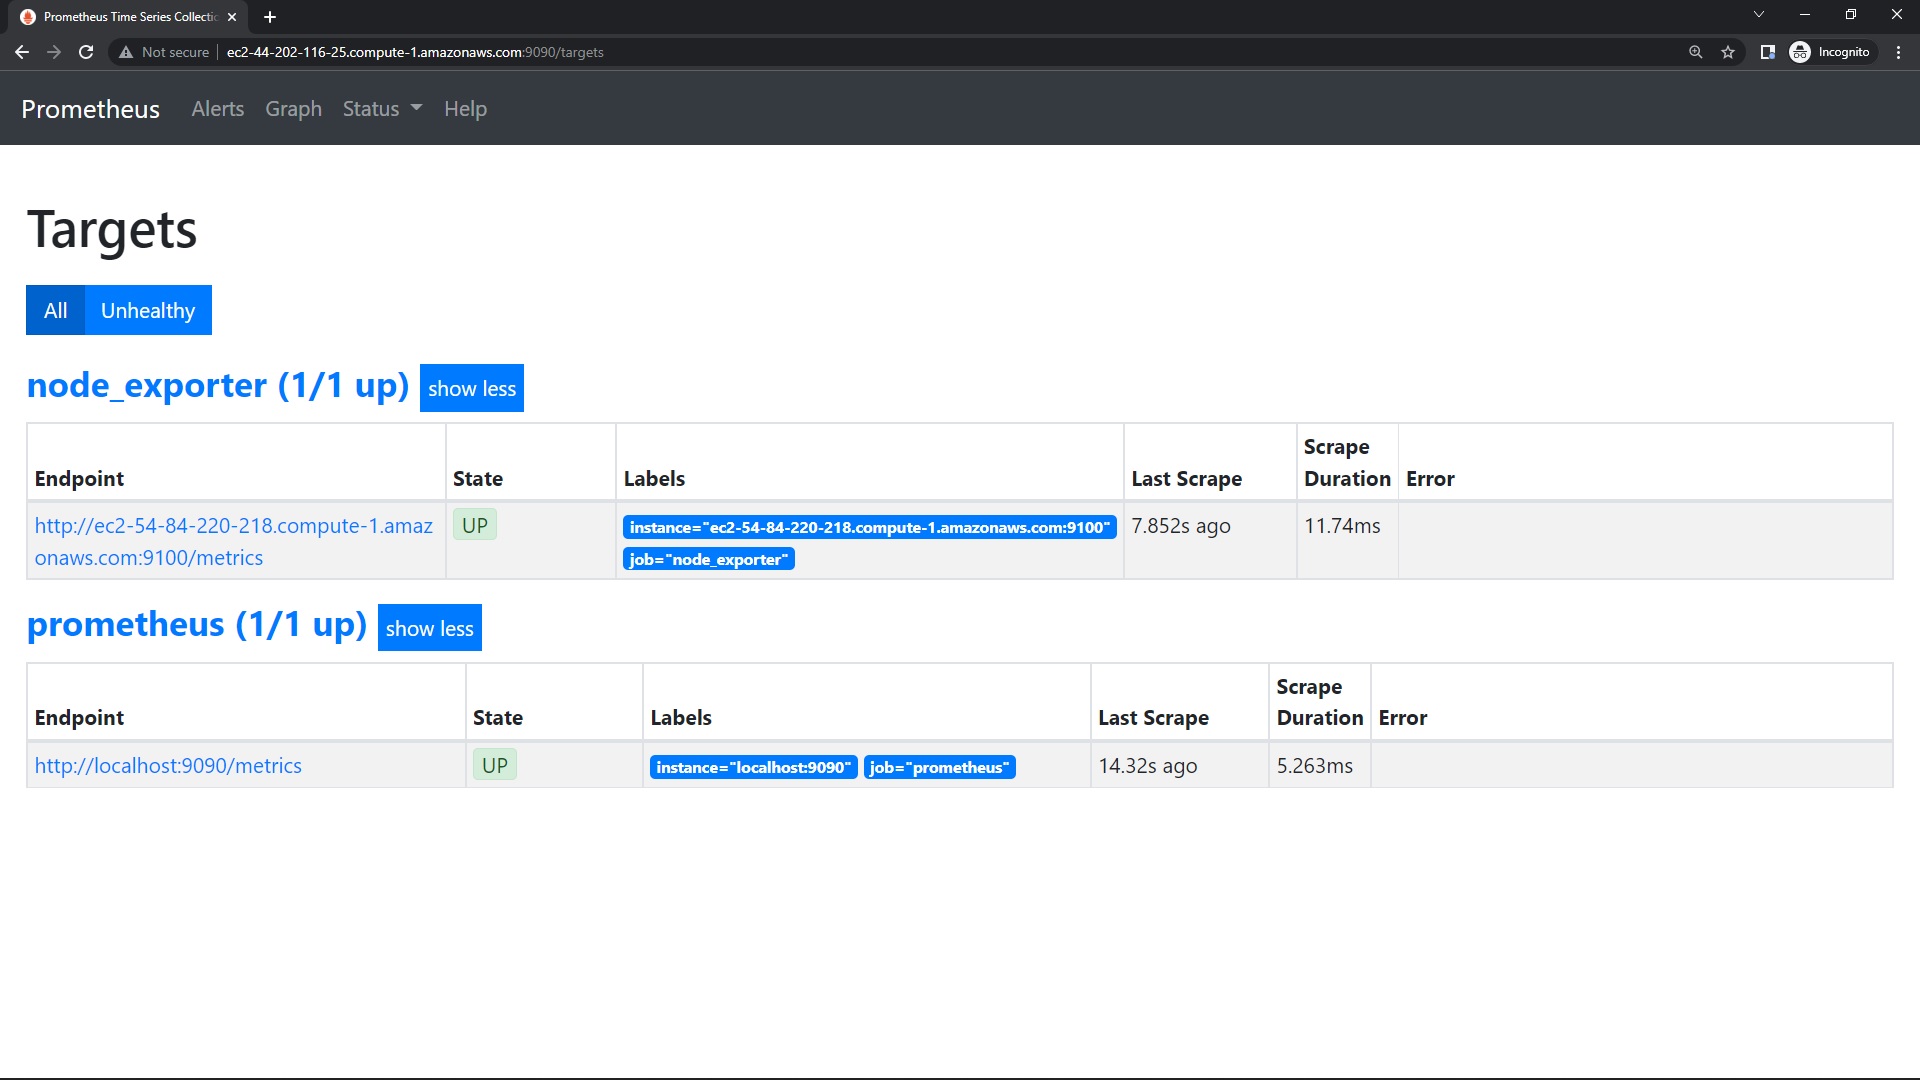 Prometheus Time Series Collectio
Not secure ec2-44-202-116-25.compute-1.amazonaws.com:9090/targets Incognito
Prometheus Alerts Graph Status Help
Targets
All Unhealthy
node_exporter (1/1 up) show less
Endpoint State Labels Last Scrape Scrape Duration Error
http://ec2-54-84-220-218.compute-1.amaz UP instance="ec2-54-84-220-218.compute-1.amazonaws.com:9100" 7.852s ago 11.74ms
onaws.com:9100/metrics job="node_exporter"
prometheus (1/1 up) show less
Endpoint State Labels Last Scrape Scrape Duration Error
http://localhost:9090/metrics UP instance="localhost:9090" job="prometheus" 14.32s ago 5.263ms